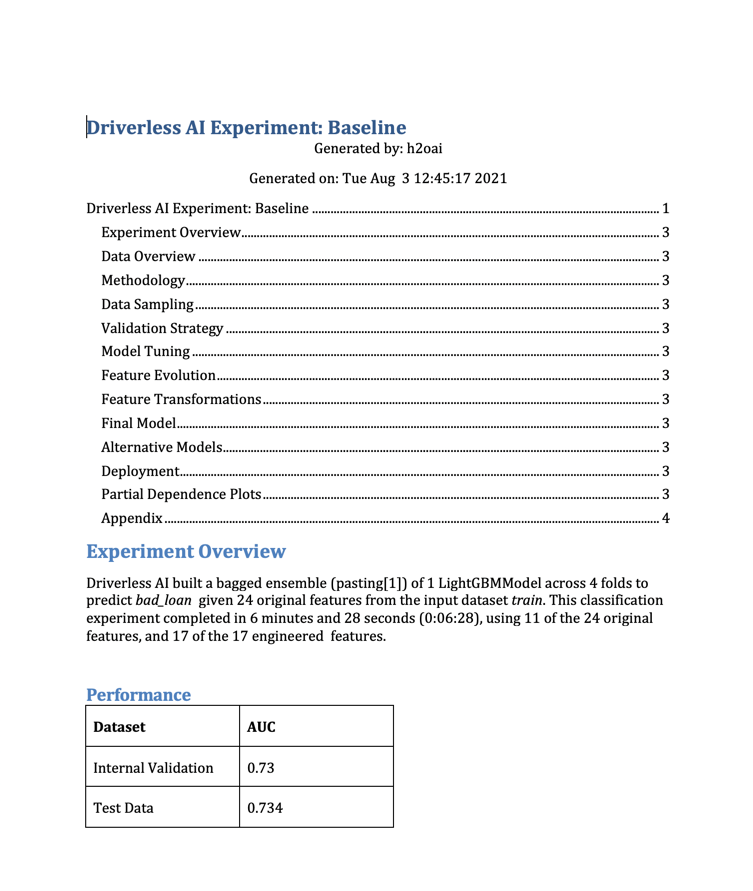 Driverless AI Experiment: Baseline
Generated by: h2oai
Generated on: Tue Aug  3 12:45:17 2021
Driverless AI Experiment: Baseline ........................................................................................................ 1
Experiment Overview........................................................................................................ 3
Data Overview ........................................................................................................ 3
Methodology........................................................................................................ 3
Data Sampling........................................................................................................ 3
Validation Strategy ........................................................................................................ 3
Model Tuning ........................................................................................................ 3
Feature Evolution........................................................................................................ 3
Feature Transformations........................................................................................................ 3
Final Model........................................................................................................ 3
Alternative Models........................................................................................................ 3
Deployment........................................................................................................ 3
Partial Dependence Plots........................................................................................................ 3
Appendix ........................................................................................................ 4
Experiment Overview
Driverless AI built a bagged ensemble (pasting[1]) of 1 LightGBMModel across 4 folds to
predict bad_loan  given 24 original features from the input dataset train. This classification
experiment completed in 6 minutes and 28 seconds (0:06:28), using 11 of the 24 original
features, and 17 of the 17 engineered  features.
Performance
Dataset AUC
Internal Validation 0.73
Test Data 0.734